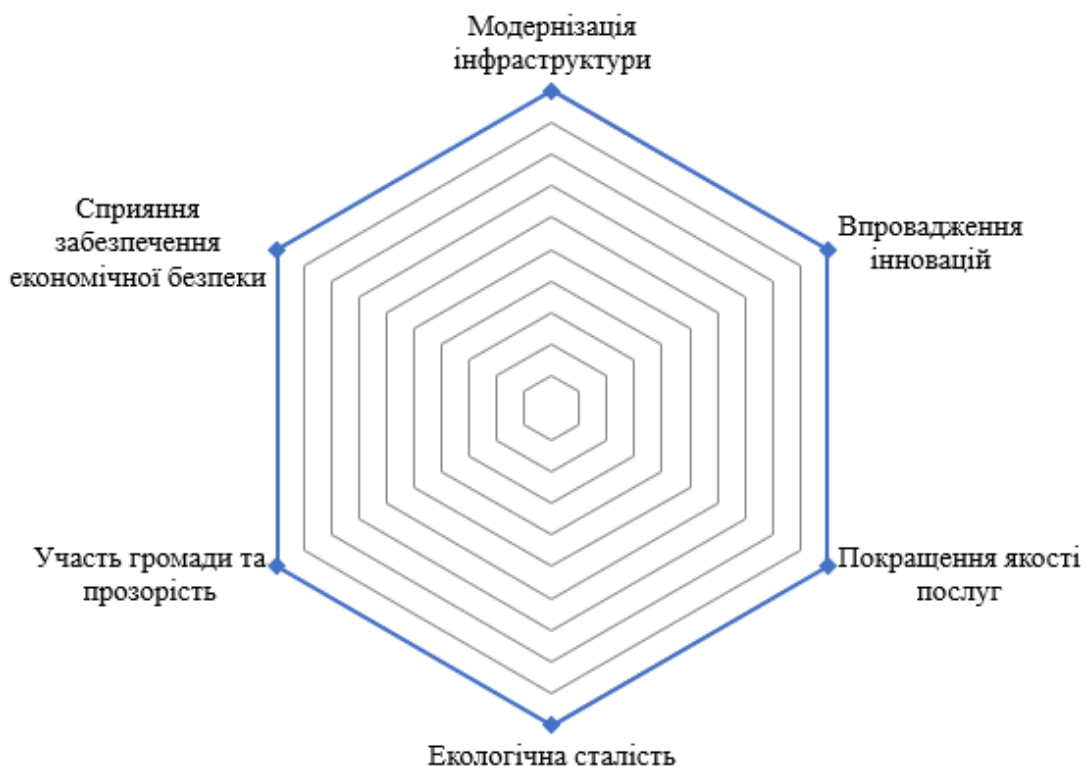 Модернізація
інфраструктури
Впровадження
інновацій
Покращення якості
послуг
Екологічна сталість
Участь громади та
прозорість
Сприяння
забезпечення
економічної безпеки